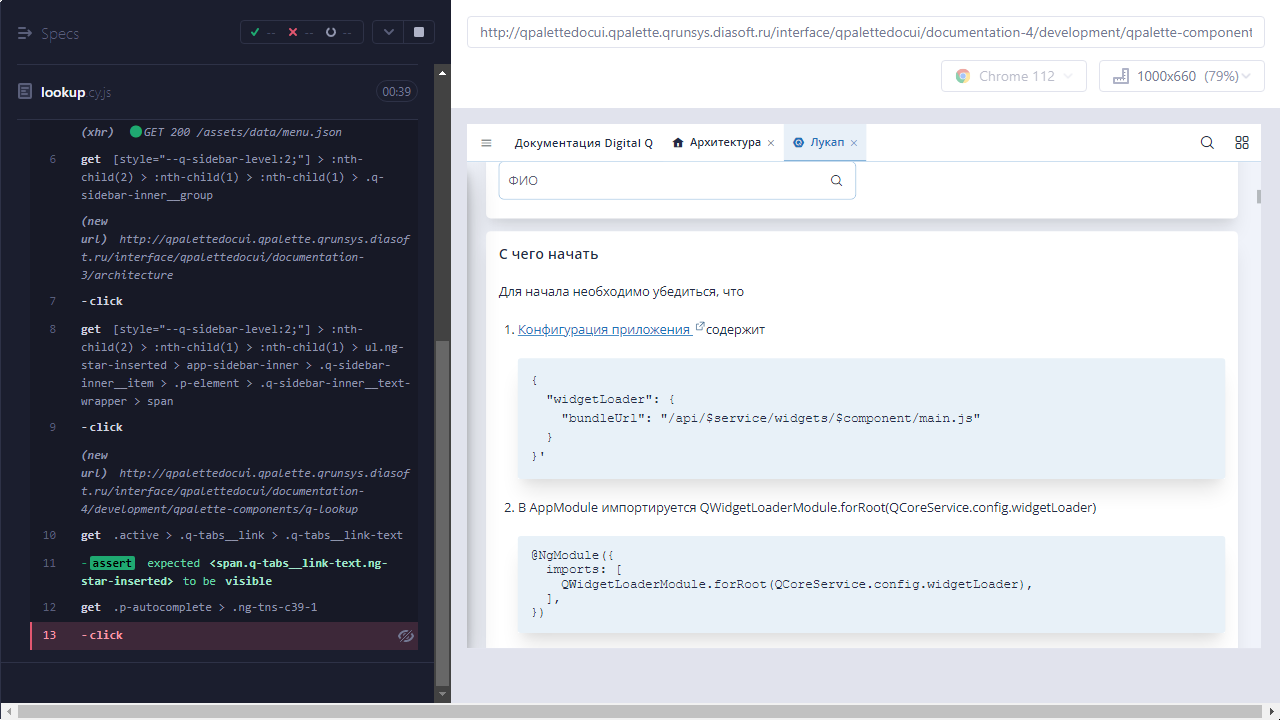 Specs
-- -- --
lookup.cy.js
00:39
(xhr) GET 200 /assets/data/menu.json
6 get [style="--q-sidebar-level:2;"] > :nth-
child(2) > :nth-child(1) > :nth-child(1) > .q-
sidebar-inner__group
(new
url) http://qpalettedocui.qpalette.qrunsys.diasof
t.ru/interface/qpalettedocui/documentation-
3/architecture
7 -click
8 get [style="--q-sidebar-level:2;"] > :nth-
child(2) > :nth-child(1) > :nth-child(1) > ul.ng-
star-inserted > app-sidebar-inner > .q-sidebar-
inner__item > .p-element > .q-sidebar-inner__text-
wrapper > span
9 -click
(new
url) http://qpalettedocui.qpalette.qrunsys.diasof
t.ru/interface/qpalettedocui/documentation-
4/development/qpalette-components/q-lookup
10 get .active > .q-tabs__link > .q-tabs__link-text
11 -assert expected <span.q-tabs__link-text.ng-
star-inserted> to be visible
12 get .p-autocomplete > .ng-tns-c39-1
13 -click
http://qpalettedocui.qpalette.qrunsys.diasoft.ru/interface/qpalettedocui/documentation-4/development/qpalette-component
Chrome 112
1000x660 (79%)
Документация Digital Q
Архитектура
Лукап
ФИО
С чего начать
Для начала необходимо убедиться, что
1. Конфигурация приложения содержит
{
"widgetLoader": {
"bundleUrl": "/api/$service/widgets/$component/main.js"
}
}'
2. В AppModule импортируется QWidgetLoaderModule.forRoot(QCoreService.config.widgetLoader)
@NgModule({
imports: [
QWidgetLoaderModule.forRoot(QCoreService.config.widgetLoader),
],
})